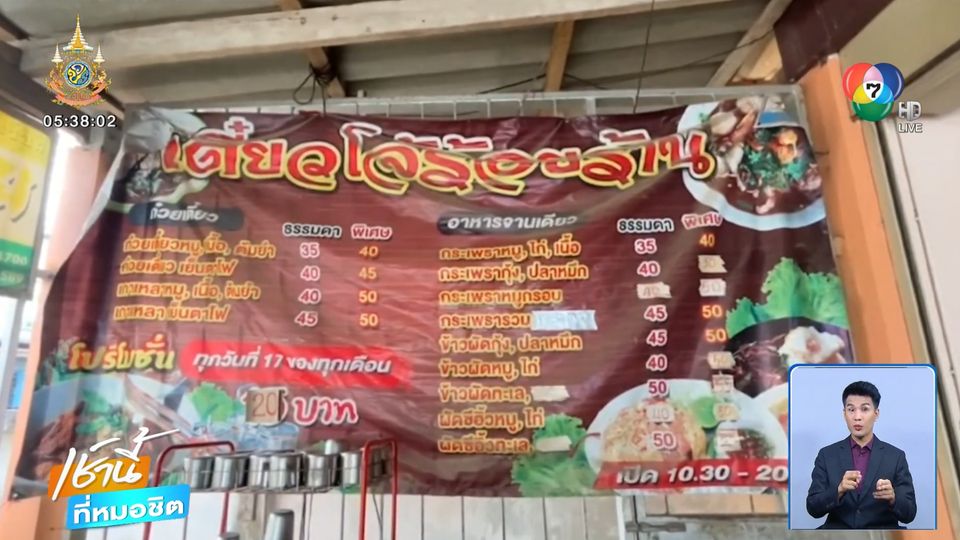 05:38:02
7
HD
LIVE
เตี๋ยวโจ้ร้อยล้าน
ก๋วยเตี๋ยว ธรรมดา พิเศษ
ก๋วยเตี๋ยวหมู,เนื้อ, ต้มยำ 35 40
ก๋วยเตี๋ยว เย็นตาโฟ 40 45
เกาเหลาหมู, เนื้อ, ต้มยำ 40 50
เกาเหลา เย็นตาโฟ 45 50
โปรโมชั่น ทุกวันที่ 17 ของทุกเดือน
20 บาท
อาหารจานเดียว ธรรมดา พิเศษ
กระเพราหมู, ไก่, เนื้อ 35 40
กระเพรากุ้ง, ปลาหมึก 40
กระเพราหมูกรอบ 40
กระเพรารวม 45 50
ข้าวผัดกุ้ง, ปลาหมึก 45 50
ข้าวผัดหมู, ไก่ 40
ข้าวผัดทะเล, 50
ผัดซีอิ๊วหมู, ไก่ 40
ผัดซีอิ๊วทะเล 50
เปิด 10.30 - 20
เช้านี้
ที่หมอชิต